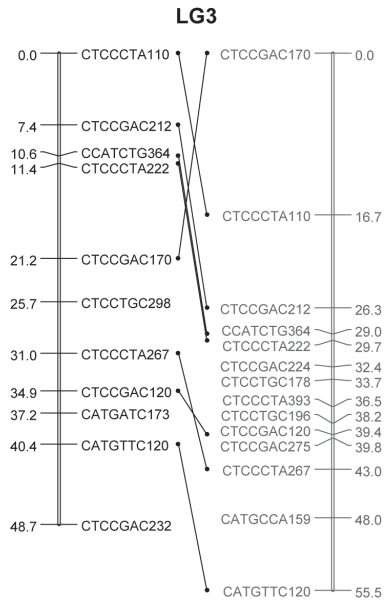 LG3
0.0 CTCCCTA110
7.4 CTCCGAC212
10.6 CCATCTG364
11.4 CTCCCTA222
21.2 CTCCGAC170
25.7 CTCCTGC298
31.0 CTCCCTA267
34.9 CTCCGAC120
37.2 CATGATC173
40.4 CATGTTC120
48.7 CTCCGAC232
CTCCGAC170 0.0
CTCCCTA110 16.7
CTCCGAC212 26.3
CCATCTG364 29.0
CTCCCTA222 29.7
CTCCGAC224 32.4
CTCCTGC178 33.7
CTCCCTA393 36.5
CTCCTGC196 38.2
CTCCGAC120 39.4
CTCCGAC275 39.8
CTCCCTA267 43.0
CATGCCA159 48.0
CATGTTC120 55.5